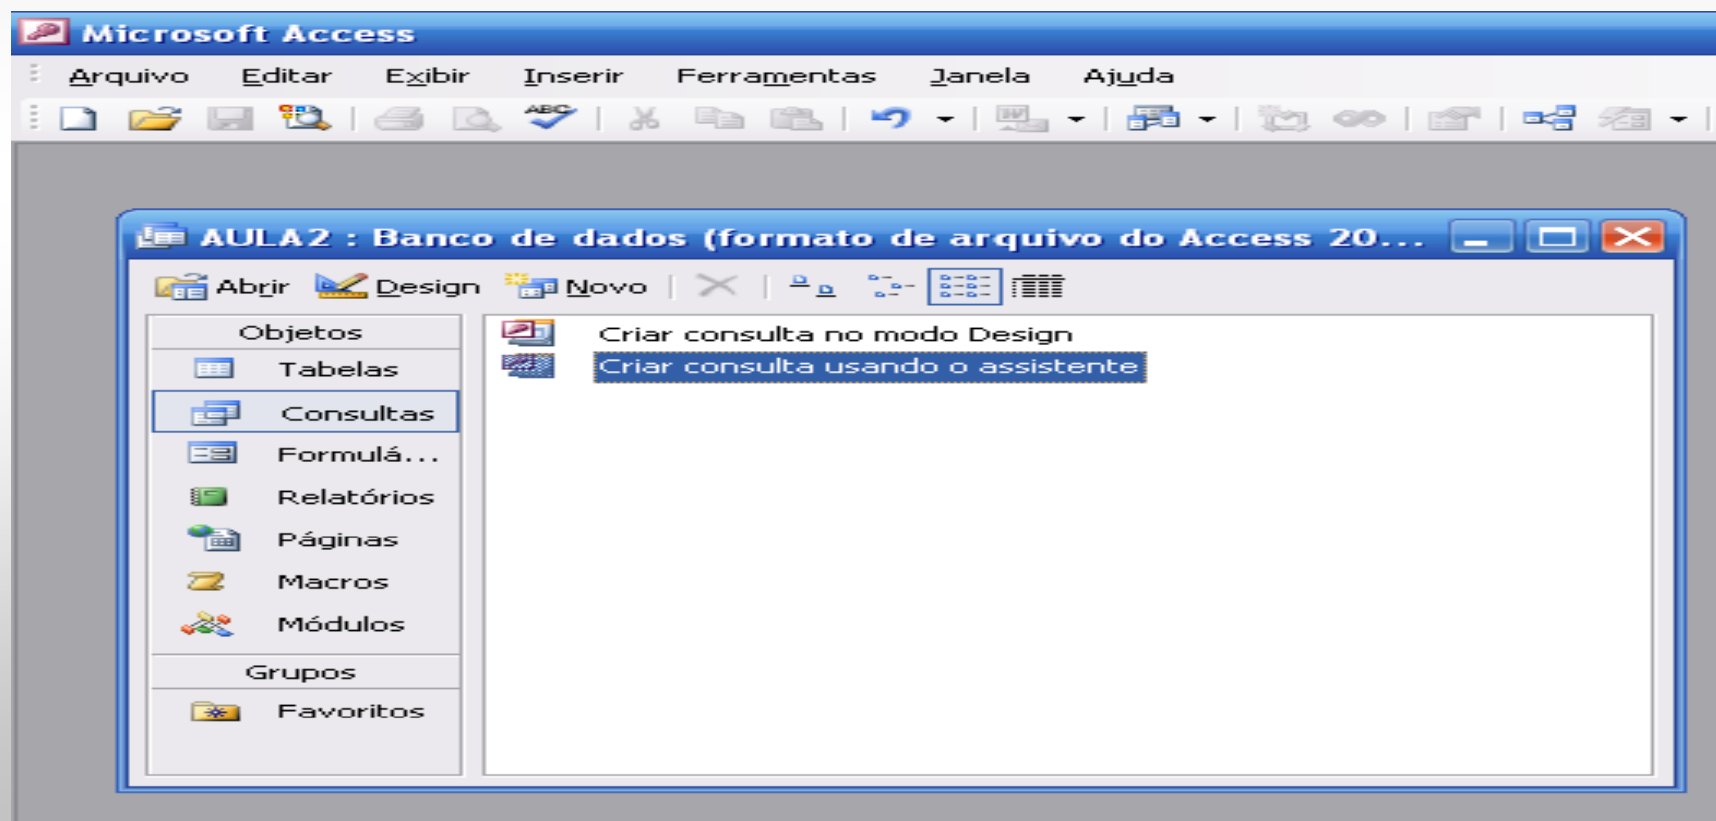 Microsoft Access
Arquivo Editar Exibir Inserir Ferramentas Janela Ajuda
ABC
W
AULA2 : Banco de dados (formato de arquivo do Access 20...
Abrir Design Novo
Objetos
Tabelas
Consultas
Formulá...
Relatórios
Páginas
Macros
Módulos
Grupos
Favoritos
Criar consulta no modo Design
Criar consulta usando o assistente